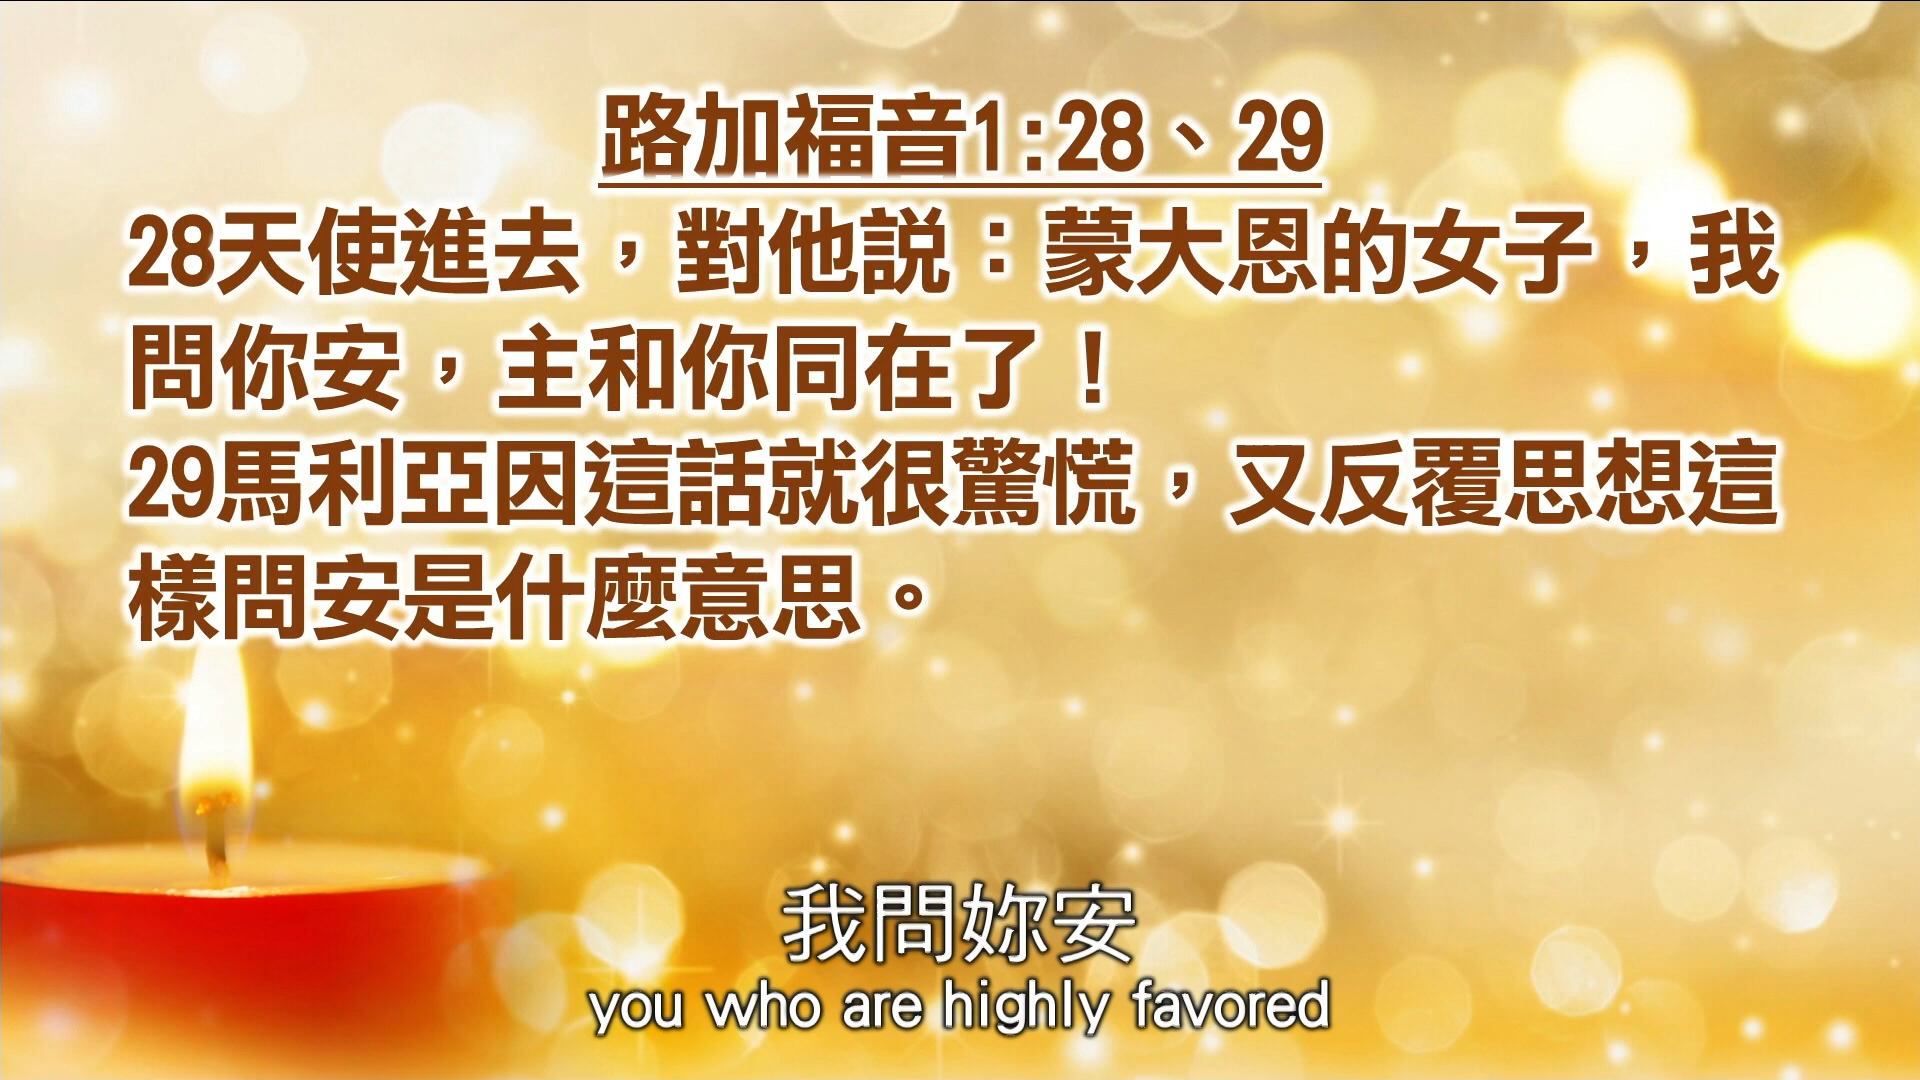 路加福音1:28、29
28天使進去，對他說：蒙大恩的女子，我
問你安，主和你同在了！
29馬利亞因這話就很驚慌，又反覆思想這
樣問安是什麼意思。
我問妳安
you who are highly favored